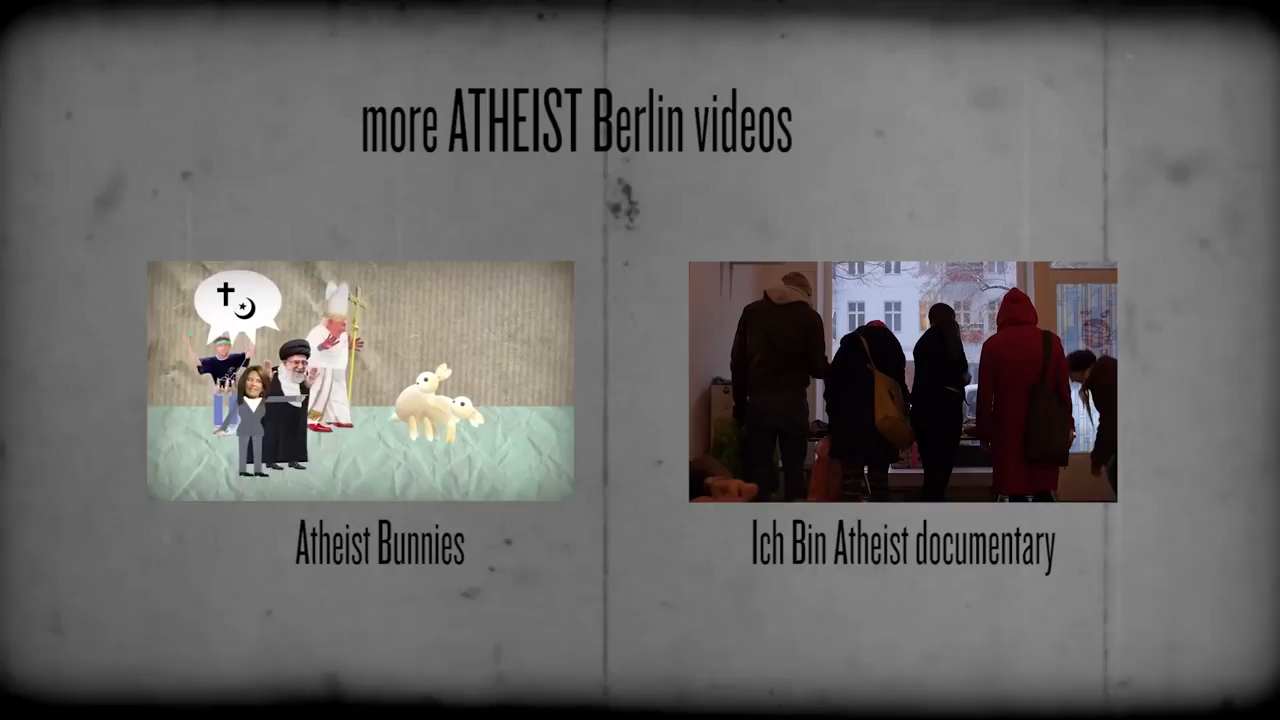 more ATHEIST Berlin videos
Atheist Bunnies
Ich Bin Atheist documentary